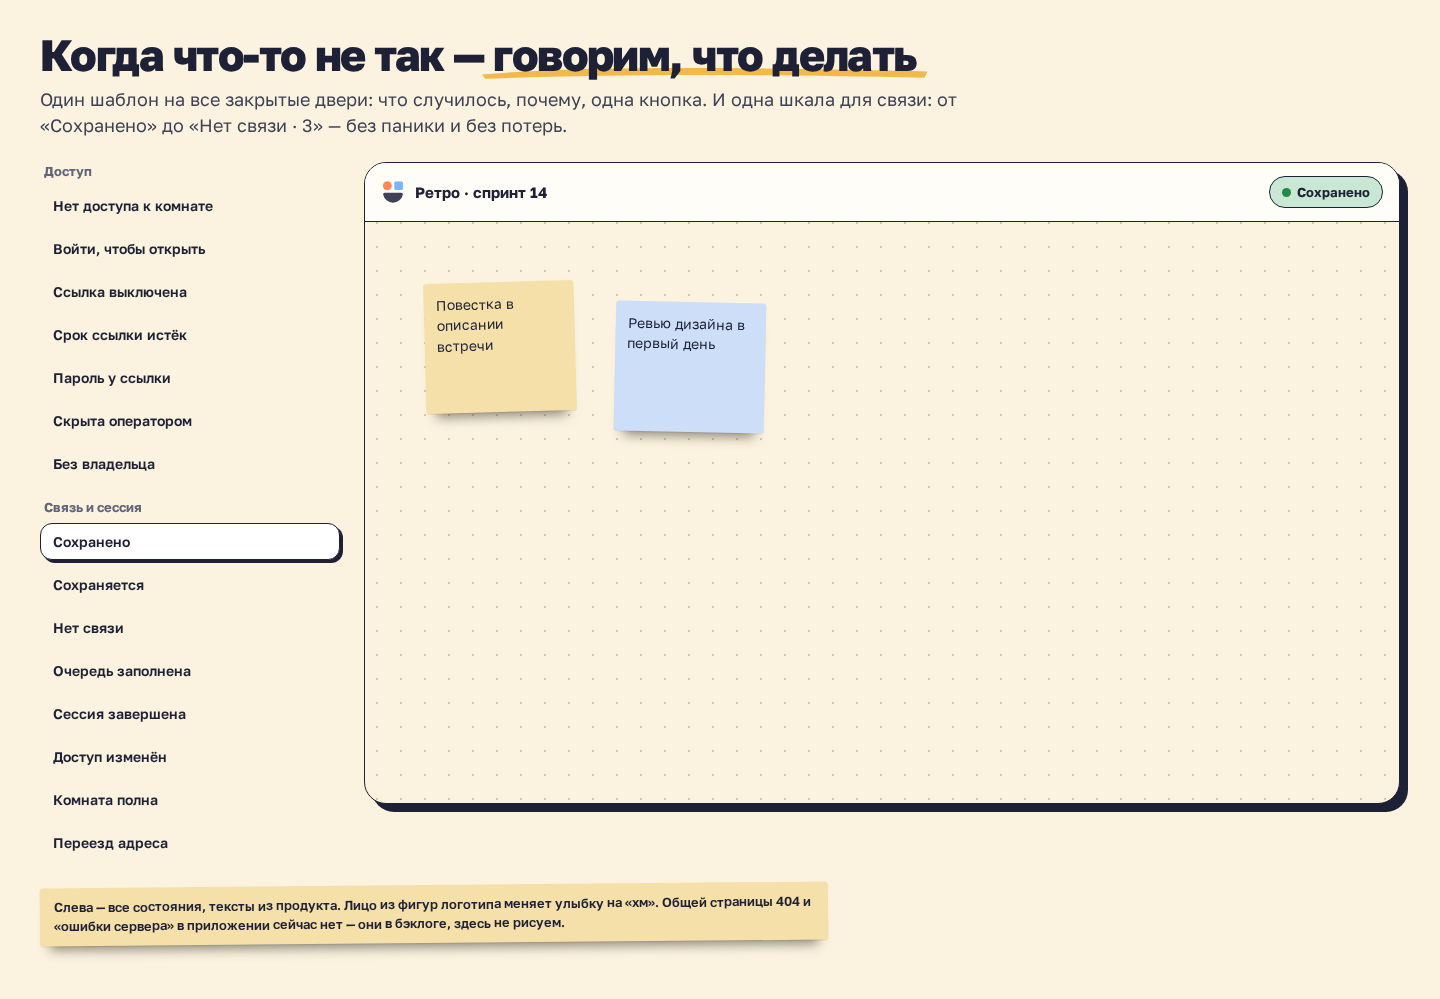 Когда что-то не так — говорим, что делать
Один шаблон на все закрытые двери: что случилось, почему, одна кнопка. И одна шкала для связи: от
«Сохранено» до «Нет связи · 3» — без паники и без потерь.
Доступ
Нет доступа к комнате
Войти, чтобы открыть
Ссылка выключена
Срок ссылки истёк
Пароль у ссылки
Скрыта оператором
Без владельца
Связь и сессия
Сохранено
Сохраняется
Нет связи
Очередь заполнена
Сессия завершена
Доступ изменён
Комната полна
Переезд адреса
Ретро · спринт 14
Сохранено
Повестка в
описании
встречи
Ревью дизайна в
первый день
Слева — все состояния, тексты из продукта. Лицо из фигур логотипа меняет улыбку на «хм». Общей страницы 404 и
«ошибки сервера» в приложении сейчас нет — они в бэклоге, здесь не рисуем.